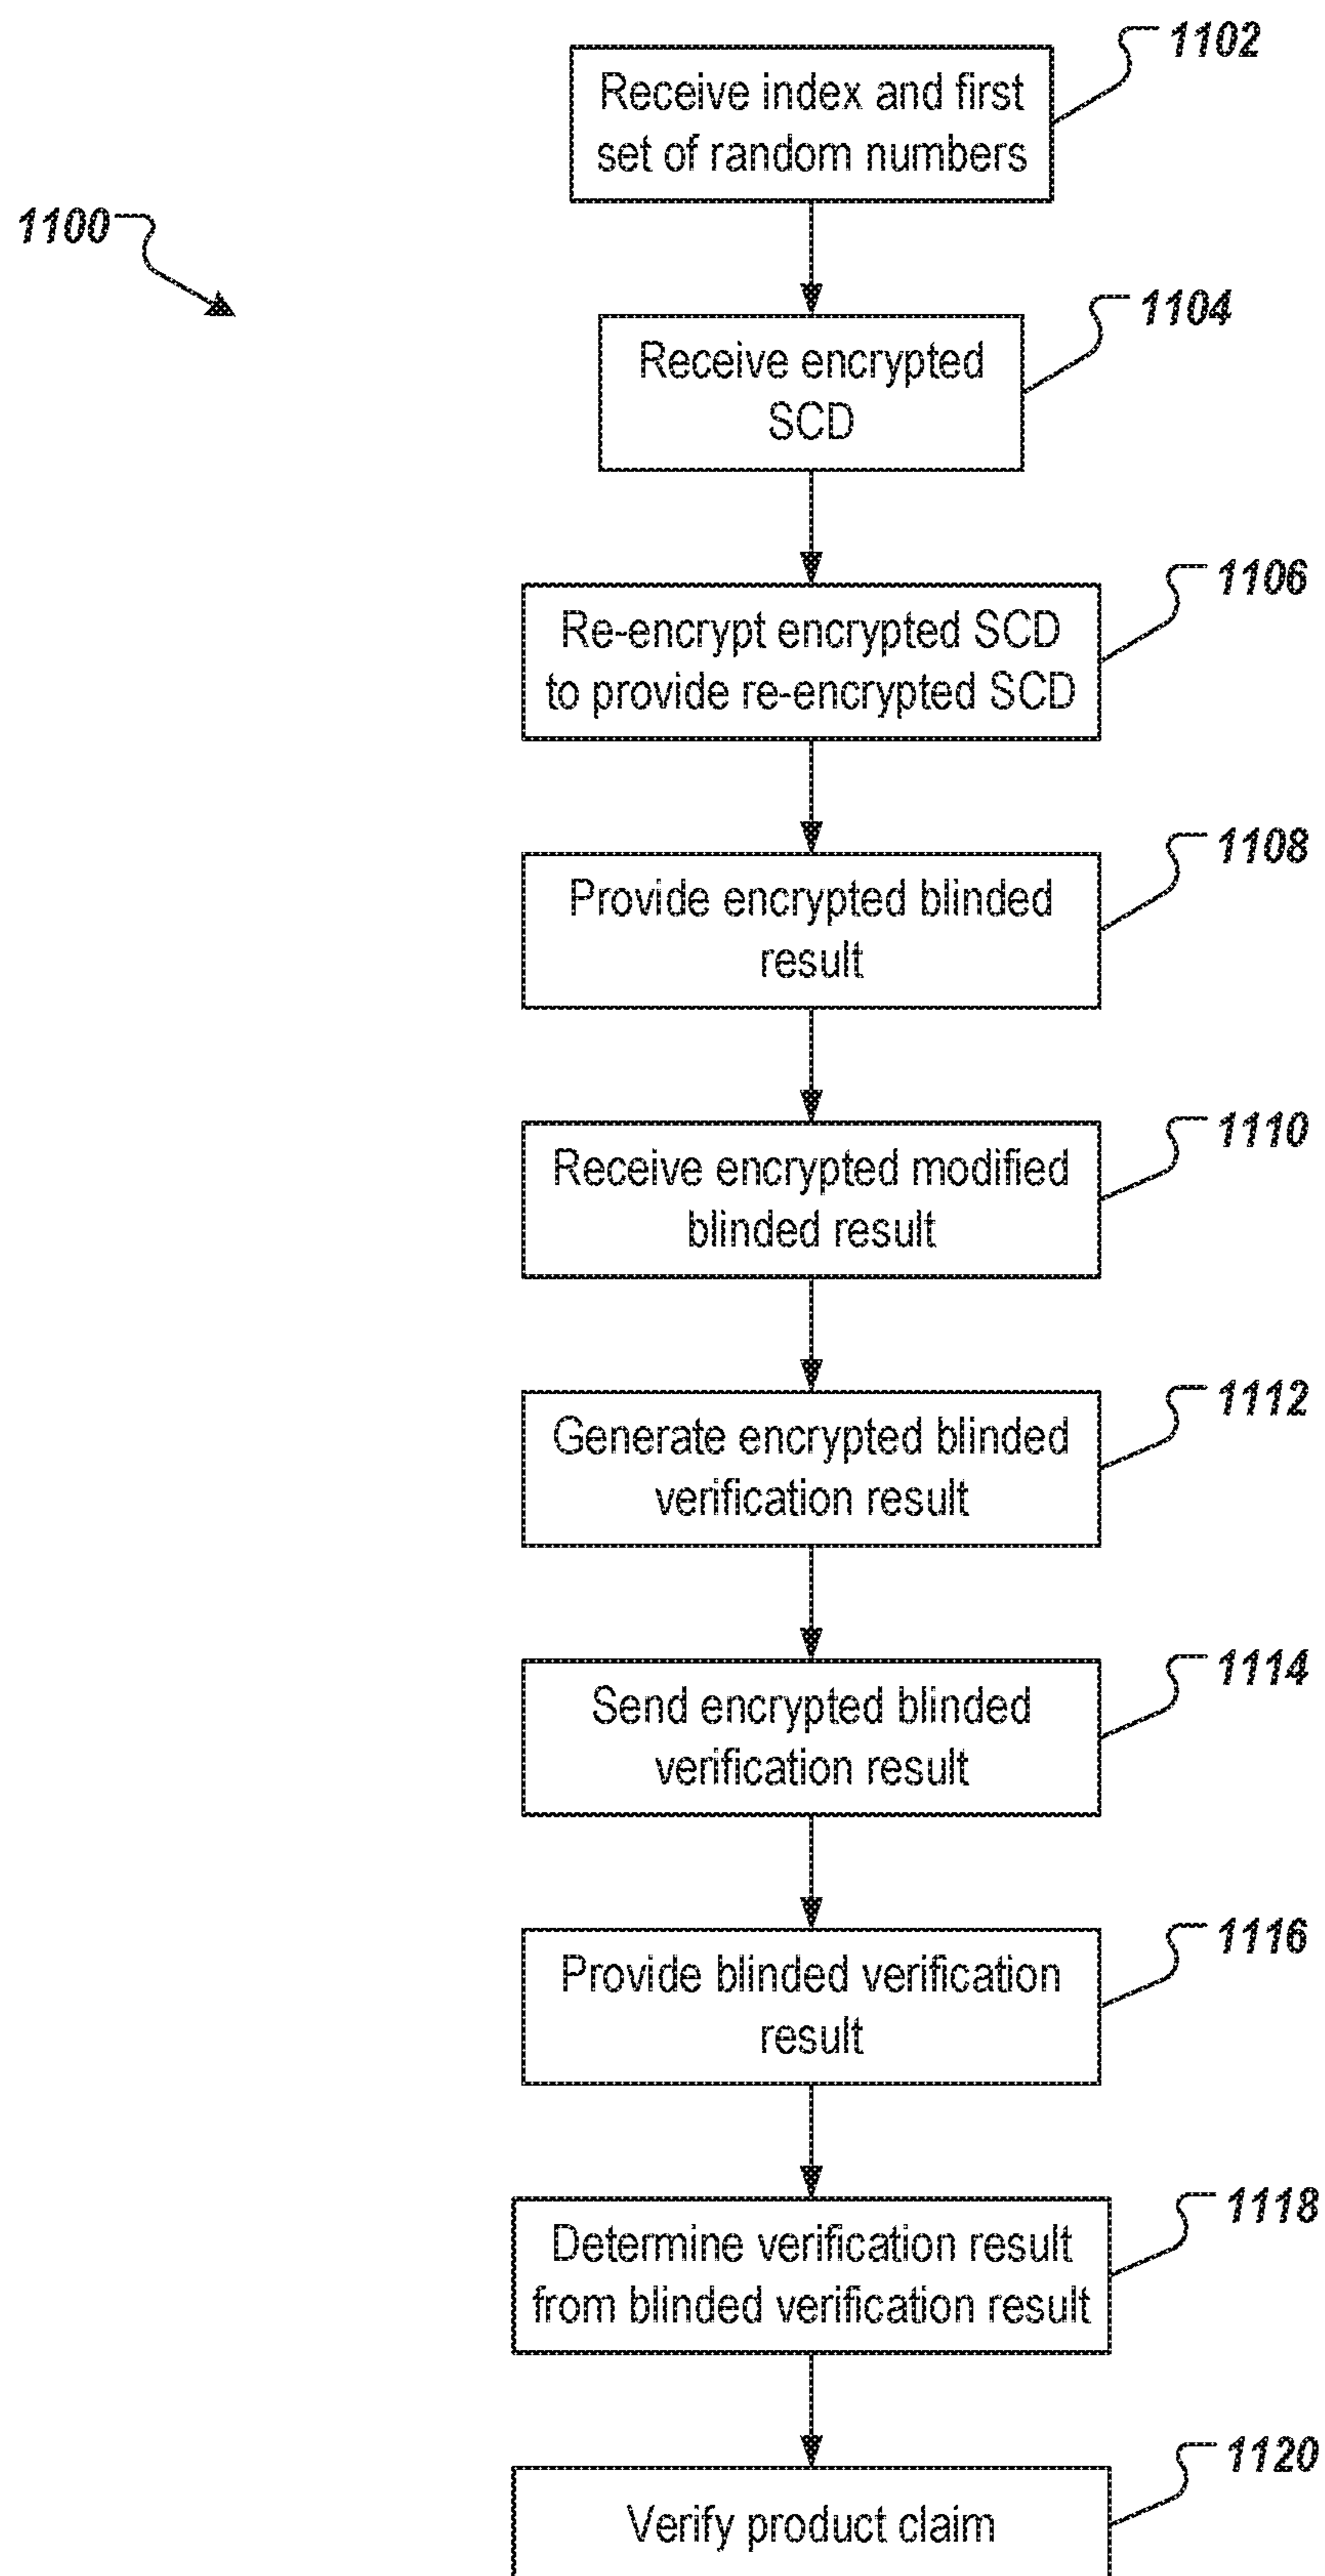 1102
Receive index and first
set of random numbers
1100
1104
Receive encrypted
SCD
1106
Re-encrypt encrypted SCD
to provide re-encrypted SCD
1108
Provide encrypted blinded
result
1110
Receive encrypted modified
blinded result
1112
Generate encrypted blinded
verification result
1114
Send encrypted blinded
verification result
1116
Provide blinded verification
result
1118
Determine verification result
from blinded verification result
1120
Verify product claim